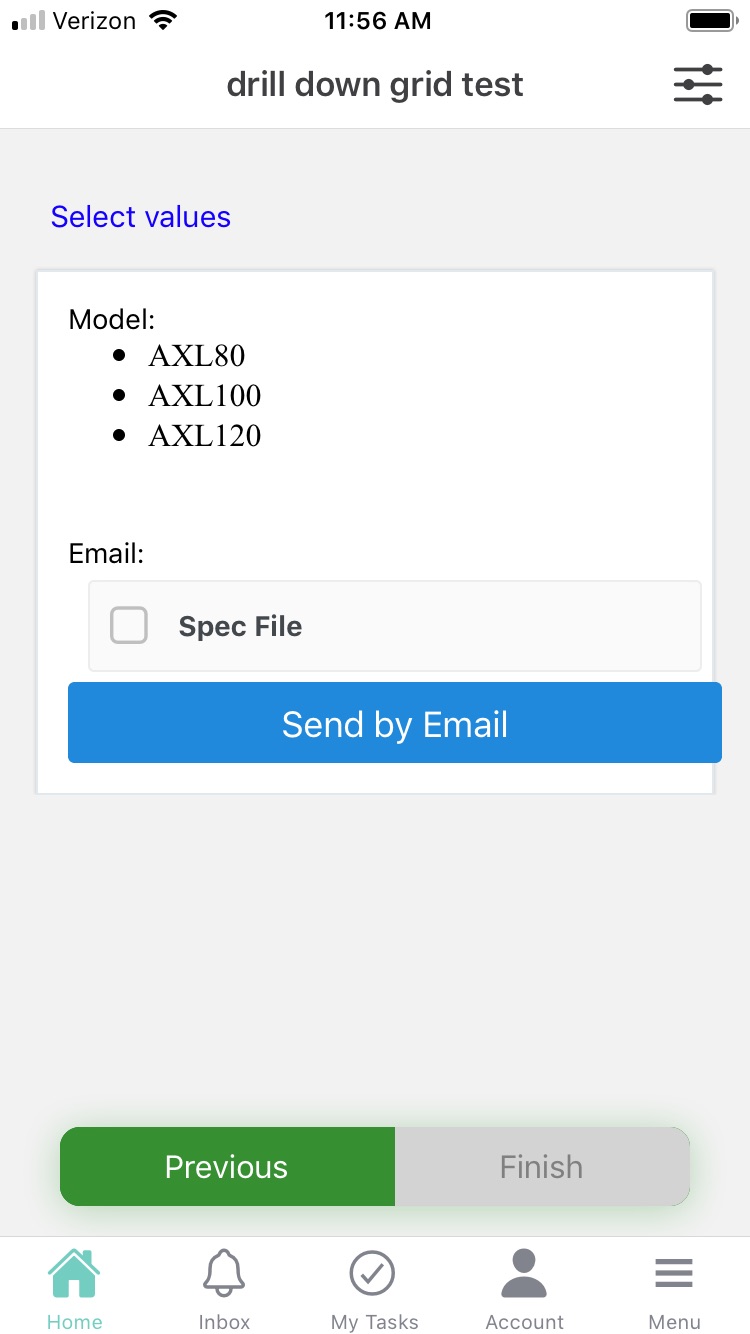 Verizon 11:56 AM
drill down grid test
Select values
Model:
AXL80
AXL100
AXL120
Email:
Spec File
Send by Email
Previous Finish
Home Inbox My Tasks Account Menu